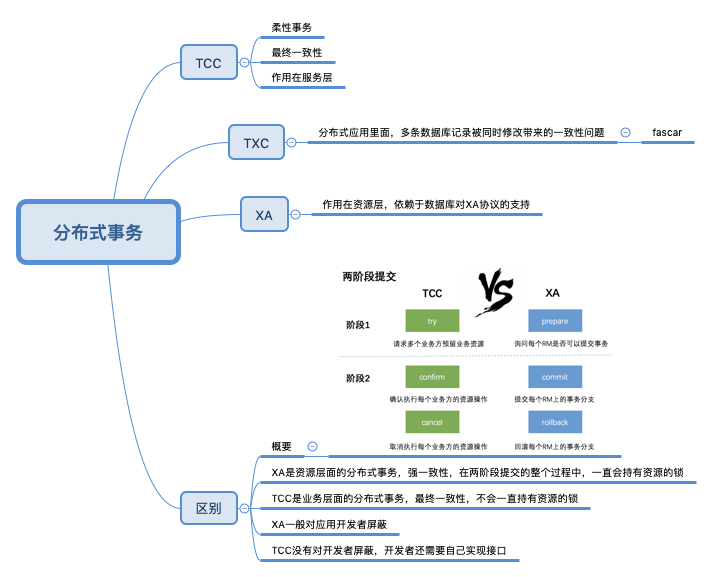 柔性事务
TCC
最终一致性
作用在服务层
TXC
分布式应用里面，多条数据库记录被同时修改带来的一致性问题
fascar
XA
作用在资源层，依赖于数据库对XA协议的支持
分布式事务
两阶段提交
TCC
VS
XA
阶段1
try
prepare
请求多个业务方预留业务资源
询问每个RM是否可以提交事务
阶段2
confirm
commit
确认执行每个业务方的资源操作
提交每个RM上的事务分支
cancel
rollback
取消执行每个业务方的资源操作
回滚每个RM上的事务分支
概要
XA是资源层面的分布式事务，强一致性，在两阶段提交的整个过程中，一直会持有资源的锁
区别
TCC是业务层面的分布式事务，最终一致性，不会一直持有资源的锁
XA一般对应用开发者屏蔽
TCC没有对开发者屏蔽，开发者还需要自己实现接口